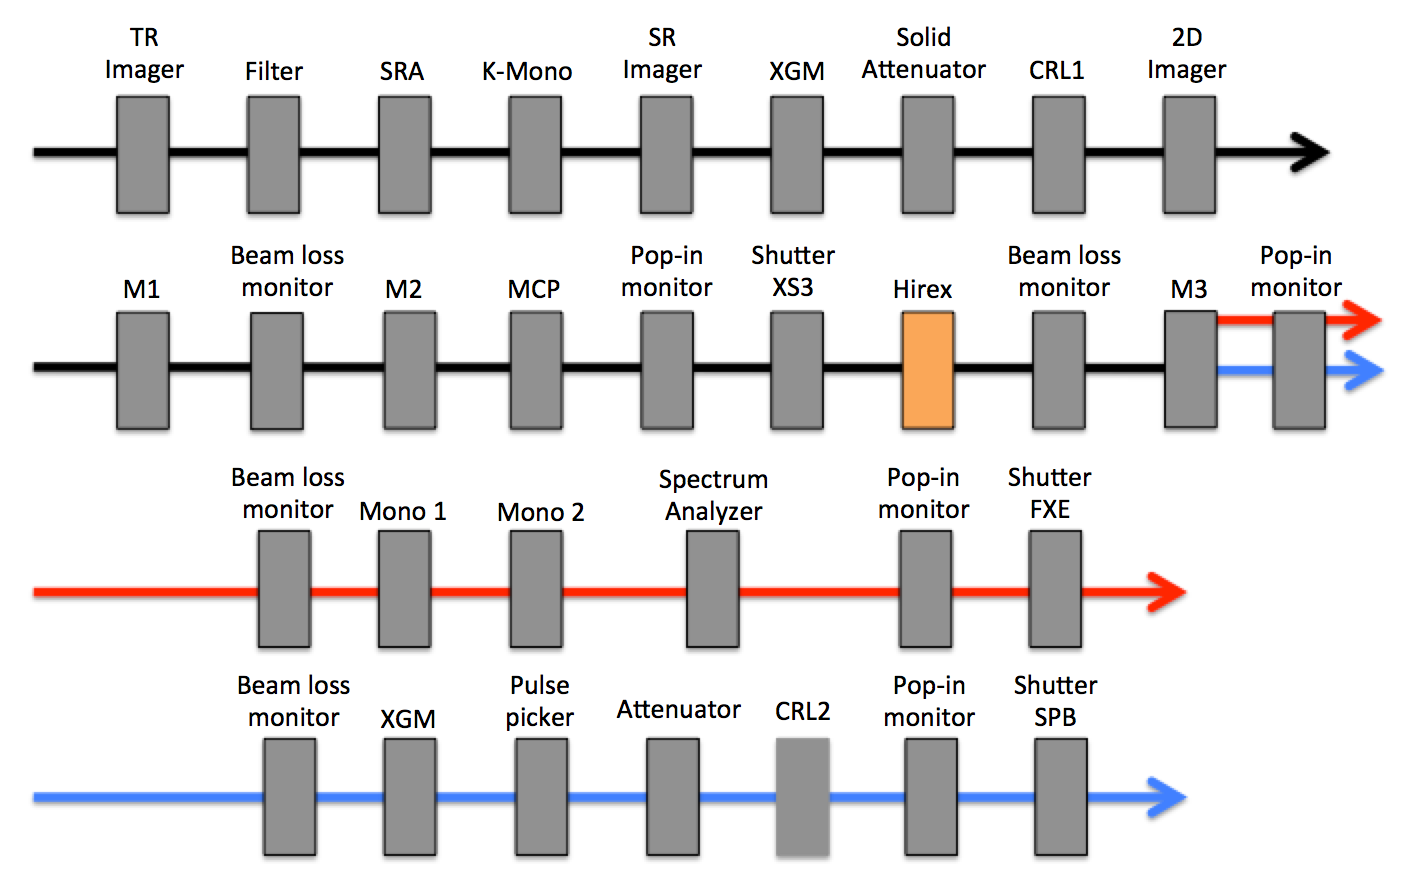 TR
Imager
Filter
SRA
K-Mono
SR
Imager
XGM
Solid
Attenuator
CRL1
2D
Imager
M1
Beam loss
monitor
M2
MCP
Pop-in
monitor
Shutter
XS3
Hirex
Beam loss
monitor
M3
Pop-in
monitor
Beam loss
monitor
Mono 1
Mono 2
Spectrum
Analyzer
Pop-in
monitor
Shutter
FXE
Beam loss
monitor
XGM
Pulse
picker
Attenuator
CRL2
Pop-in
monitor
Shutter
SPB